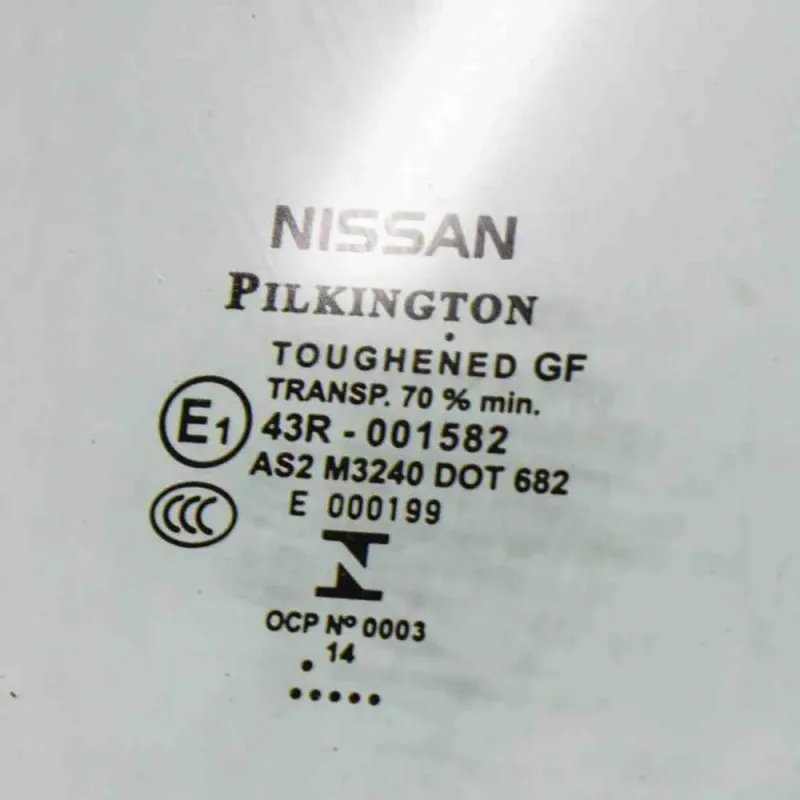 NISSAN
PILKINGTON
TOUGHENED GF
TRANSP. 70 % min.
E1 43R - 001582
AS2 M3240 DOT 682
CCC E 000199
N
OCP Nº 0003
. 14
.....